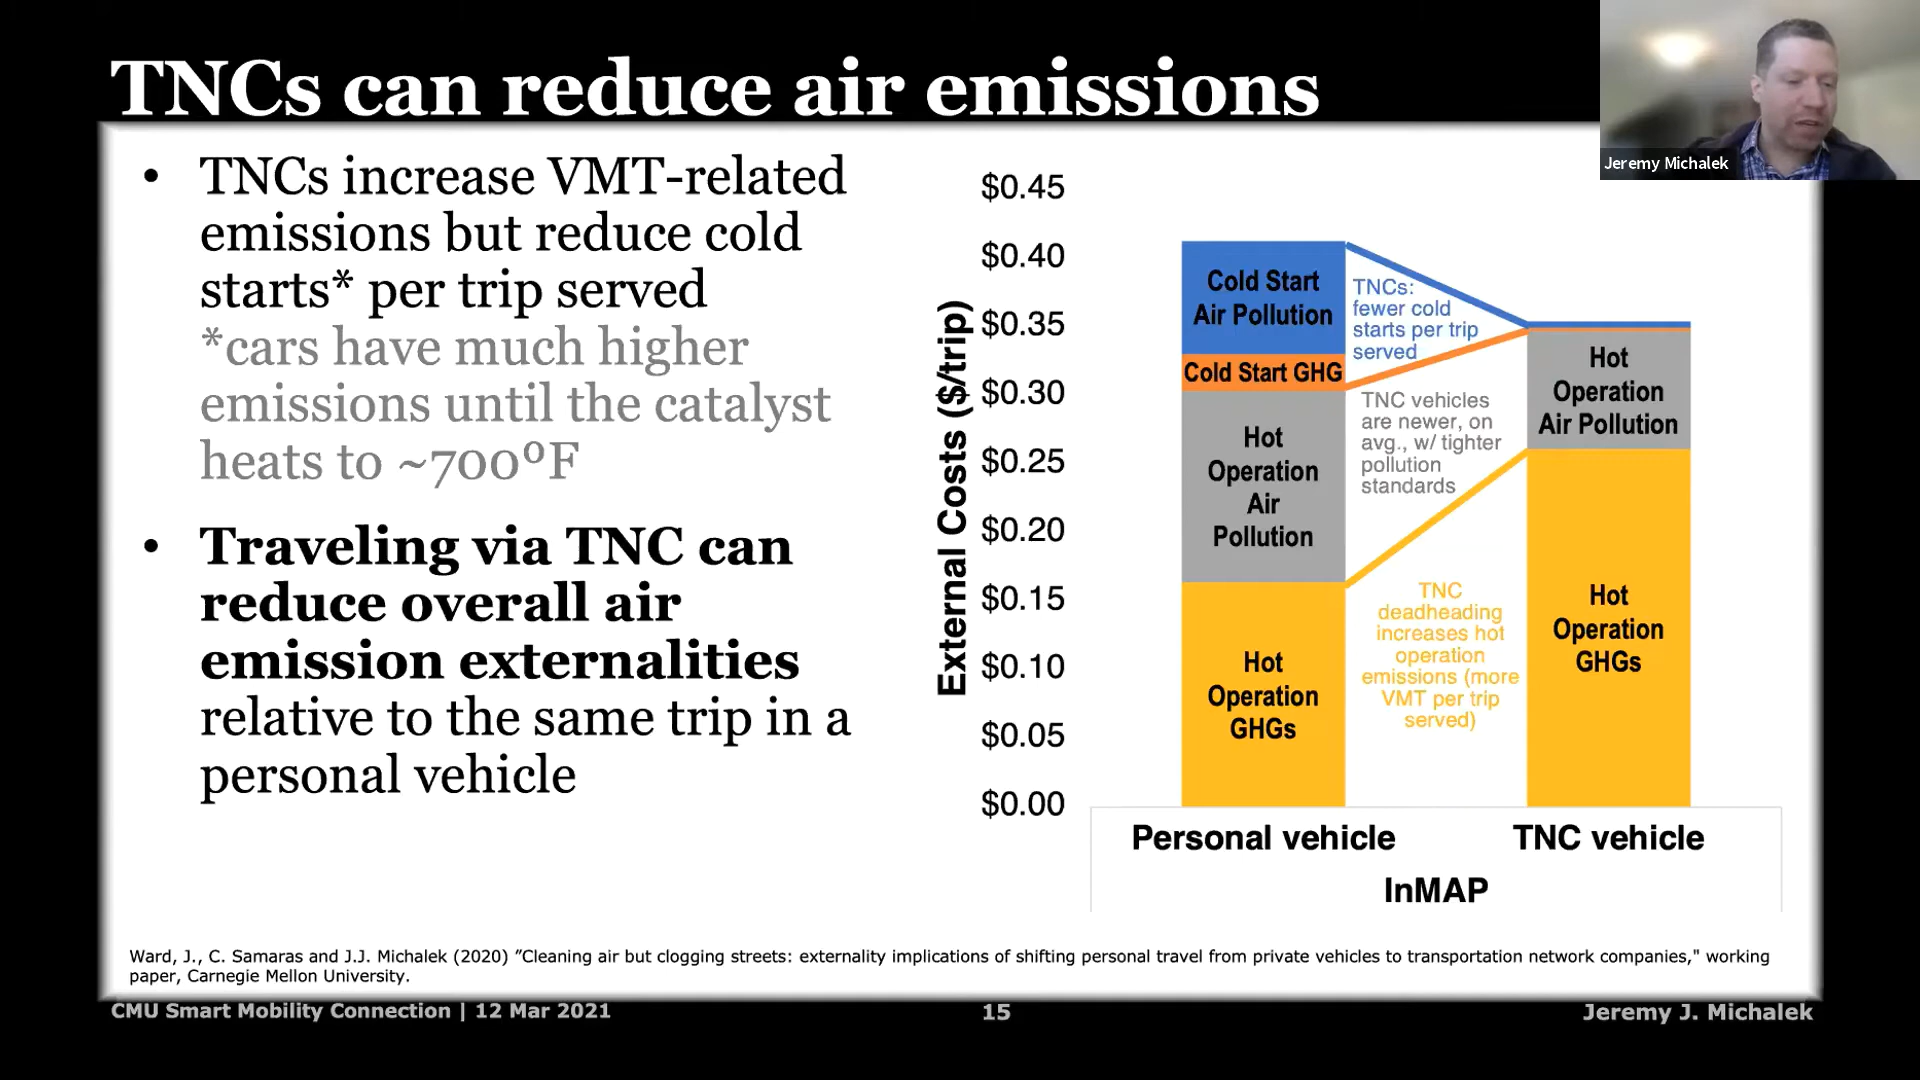 TNCs can reduce air emissions
Jeremy Michalek
• TNCs increase VMT-related
emissions but reduce cold
starts* per trip served
*cars have much higher
emissions until the catalyst
heats to ~700ºF
• Traveling via TNC can
reduce overall air
emission externalities
relative to the same trip in a
personal vehicle
External Costs ($/trip)
$0.45
$0.40
$0.35
$0.30
$0.25
$0.20
$0.15
$0.10
$0.05
$0.00
Cold Start
Air Pollution
Cold Start GHG
Hot
Operation
Air
Pollution
Hot
Operation
GHGs
TNCs:
fewer cold
starts per trip
served
TNC vehicles
are newer, on
avg., w/ tighter
pollution
standards
TNC
deadheading
increases hot
operation
emissions (more
VMT per trip
served)
Hot
Operation
Air Pollution
Hot
Operation
GHGs
Personal vehicle
TNC vehicle
InMAP
Ward, J., C. Samaras and J.J. Michalek (2020) ”Cleaning air but clogging streets: externality implications of shifting personal travel from private vehicles to transportation network companies," working
paper, Carnegie Mellon University.
CMU Smart Mobility Connection | 12 Mar 2021
15
Jeremy J. Michalek